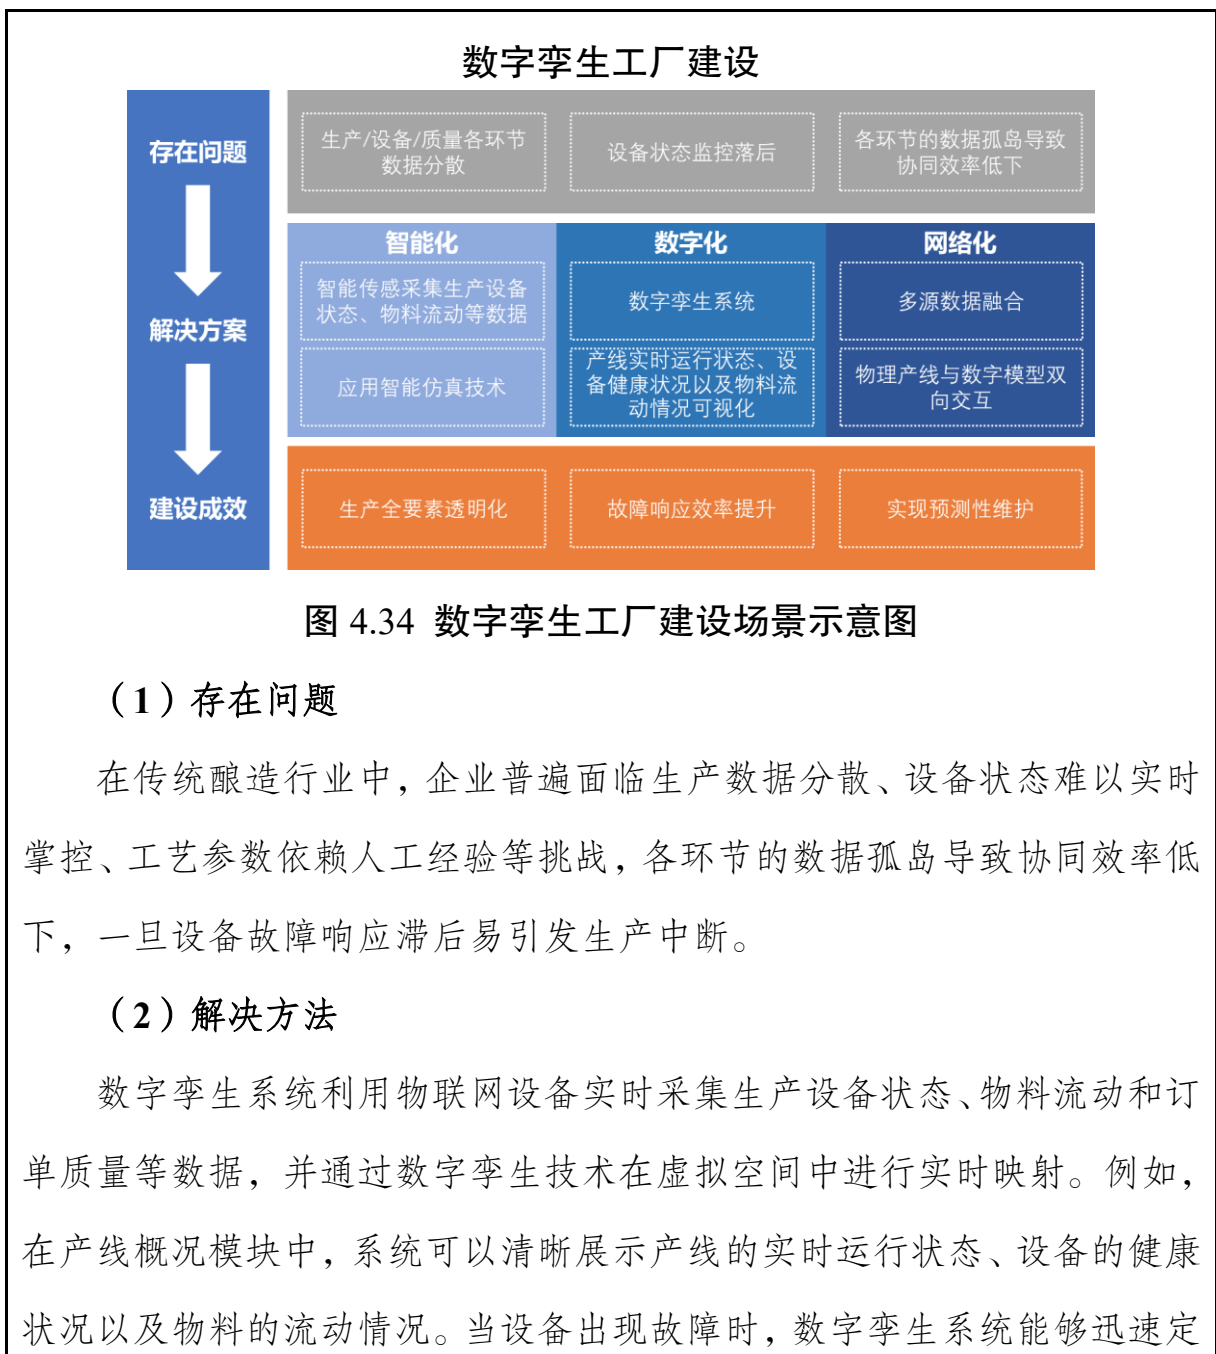 数字孪生工厂建设
存在问题
生产/设备/质量各环节
数据分散
设备状态监控落后
各环节的数据孤岛导致
协同效率低下
解决方案
智能化
智能传感采集生产设备
状态、物料流动等数据
应用智能仿真技术
数字化
数字孪生系统
产线实时运行状态、设
备健康状况以及物料流
动情况可视化
网络化
多源数据融合
物理产线与数字模型双
向交互
建设成效
生产全要素透明化
故障响应效率提升
实现预测性维护
图 4.34 数字孪生工厂建设场景示意图
（1）存在问题
在传统酿造行业中，企业普遍面临生产数据分散、设备状态难以实时
掌控、工艺参数依赖人工经验等挑战，各环节的数据孤岛导致协同效率低
下，一旦设备故障响应滞后易引发生产中断。
（2）解决方法
数字孪生系统利用物联网设备实时采集生产设备状态、物料流动和订
单质量等数据，并通过数字孪生技术在虚拟空间中进行实时映射。例如，
在产线概况模块中，系统可以清晰展示产线的实时运行状态、设备的健康
状况以及物料的流动情况。当设备出现故障时，数字孪生系统能够迅速定